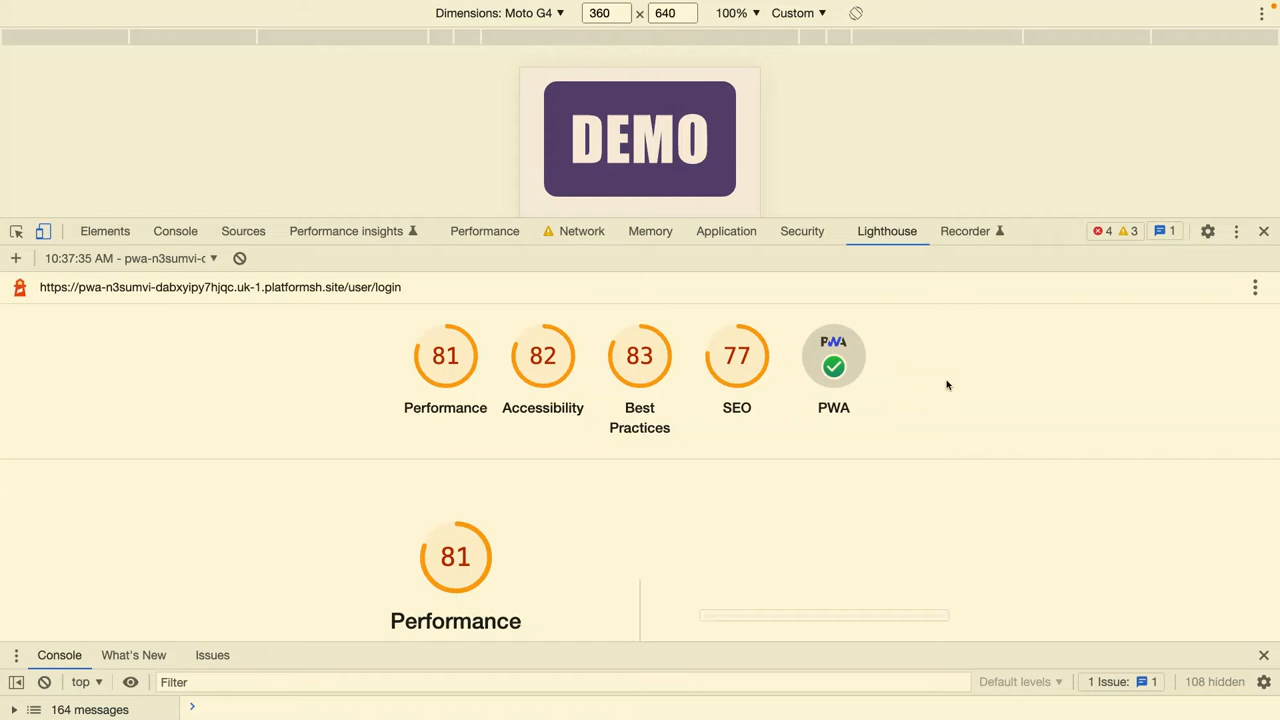 Dimensions: Moto G4 360 × 640 100% Custom
DEMO
Elements Console Sources Performance insights Performance Network Memory Application Security Lighthouse Recorder 4 3 1
10:37:35 AM - pwa-n3sumvi-c
https://pwa-n3sumvi-dabxyipy7hjqc.uk-1.platformsh.site/user/login
81 82 83 77 PWA
Performance Accessibility Best Practices SEO PWA
81
Performance
Console What's New Issues
top Filter Default levels 1 Issue: 1 108 hidden
164 messages